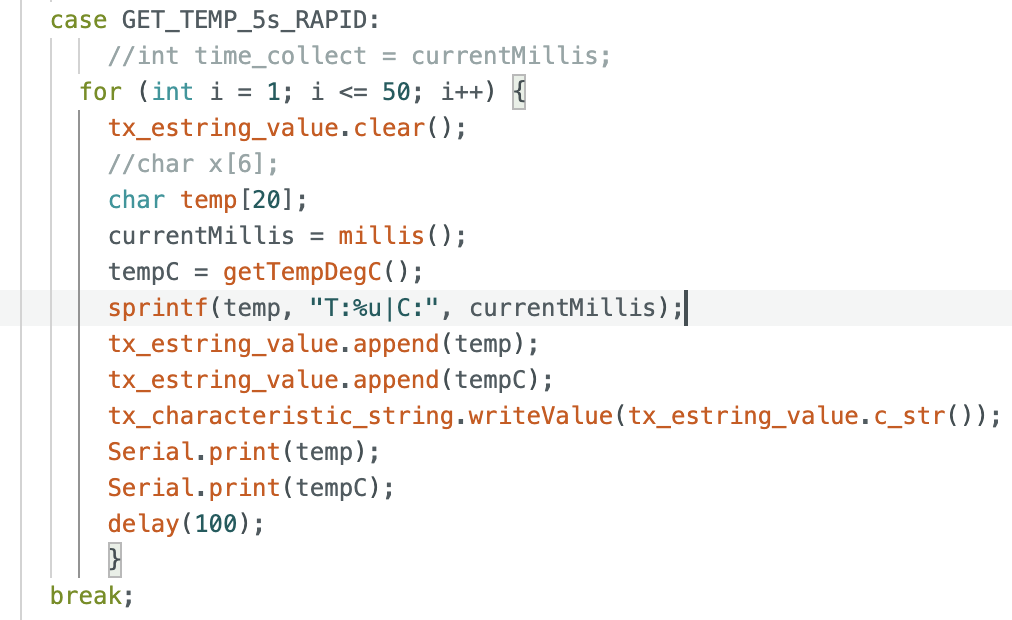 case GET_TEMP_5s_RAPID:
//int time_collect = currentMillis;
for (int i = 1; i <= 50; i++) {
tx_estring_value.clear();
//char x[6];
char temp[20];
currentMillis = millis();
tempC = getTempDegC();
sprintf(temp, "T:%u|C:", currentMillis);
tx_estring_value.append(temp);
tx_estring_value.append(tempC);
tx_characteristic_string.writeValue(tx_estring_value.c_str());
Serial.print(temp);
Serial.print(tempC);
delay(100);
}
break;